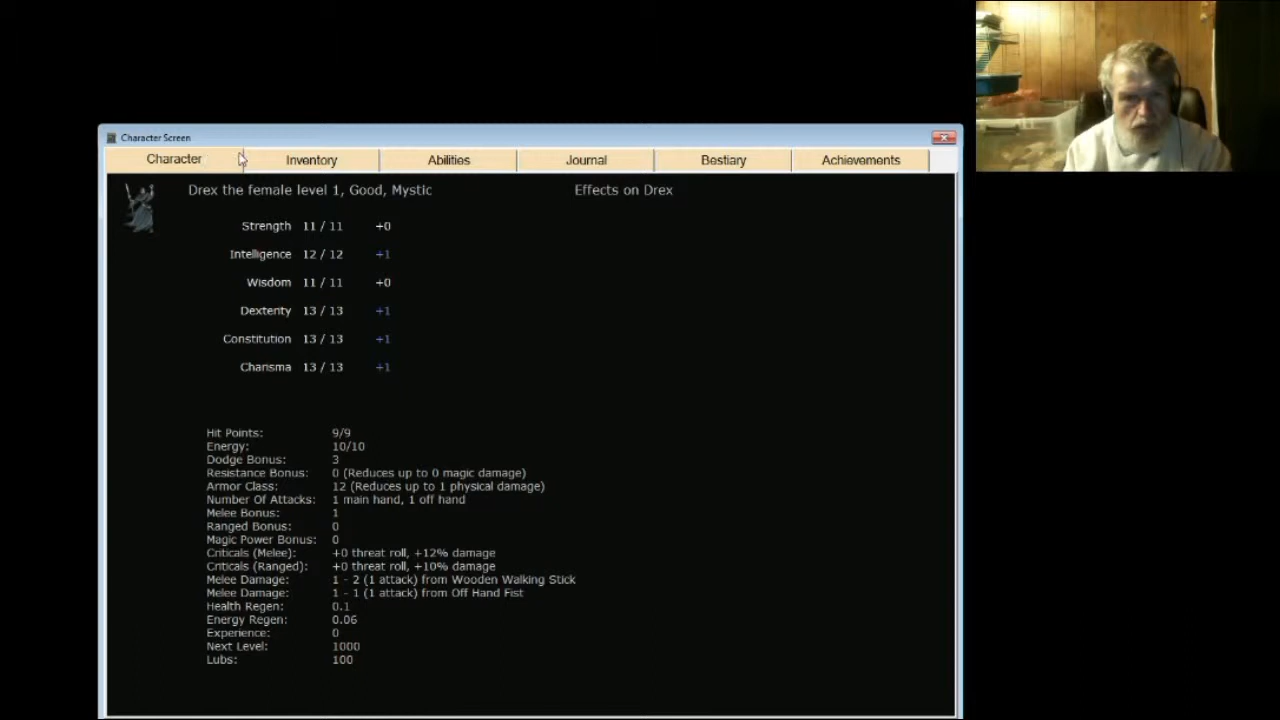 Character Screen
Character Inventory Abilities Journal Bestiary Achievements
Drex the female level 1, Good, Mystic Effects on Drex
Strength 11 / 11 +0
Intelligence 12 / 12 +1
Wisdom 11 / 11 +0
Dexterity 13 / 13 +1
Constitution 13 / 13 +1
Charisma 13 / 13 +1
Hit Points: 9/9
Energy: 10/10
Dodge Bonus: 3
Resistance Bonus: 0 (Reduces up to 0 magic damage)
Armor Class: 12 (Reduces up to 1 physical damage)
Number Of Attacks: 1 main hand, 1 off hand
Melee Bonus: 1
Ranged Bonus: 0
Magic Power Bonus: 0
Criticals (Melee): +0 threat roll, +12% damage
Criticals (Ranged): +0 threat roll, +10% damage
Melee Damage: 1 - 2 (1 attack) from Wooden Walking Stick
Melee Damage: 1 - 1 (1 attack) from Off Hand Fist
Health Regen: 0.1
Energy Regen: 0.06
Experience: 0
Next Level: 1000
Lubs: 100